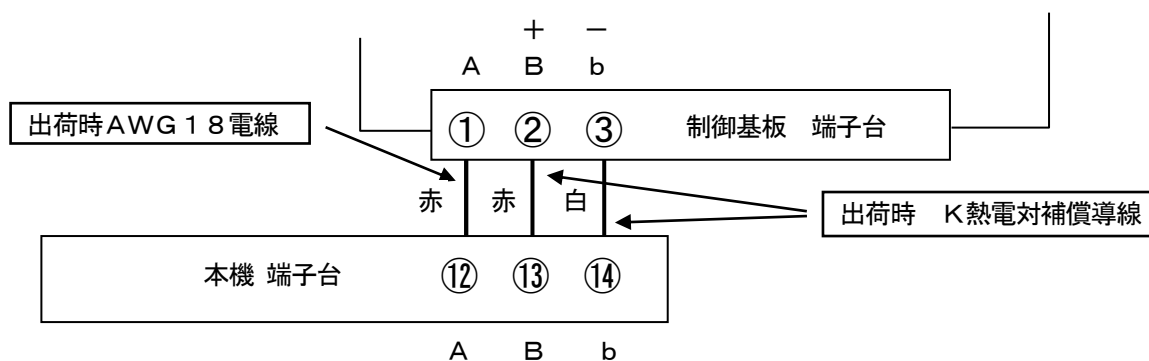 ＋ －
Ａ Ｂ ｂ
出荷時ＡＷＧ１８電線
① ② ③ 制御基板 端子台
赤 赤 白
出荷時 Ｋ熱電対補償導線
本機 端子台 ⑫ ⑬ ⑭
Ａ Ｂ ｂ